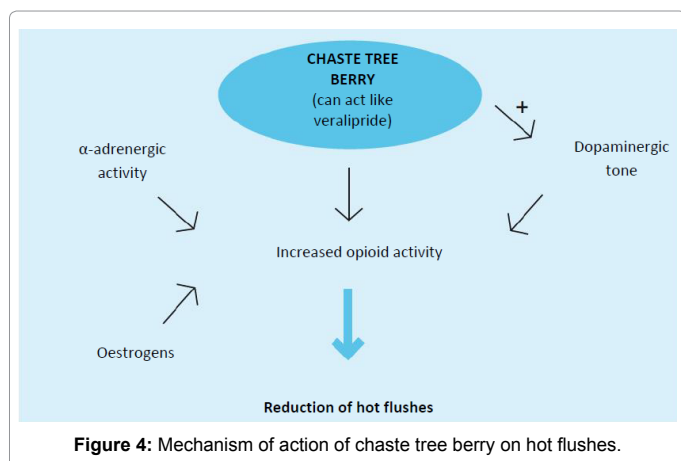 CHASTE TREE
BERRY
(can act like
veralipride)
+
α-adrenergic
activity
Dopaminergic
tone
Increased opioid activity
Oestrogens
Reduction of hot flushes
Figure 4: Mechanism of action of chaste tree berry on hot flushes.